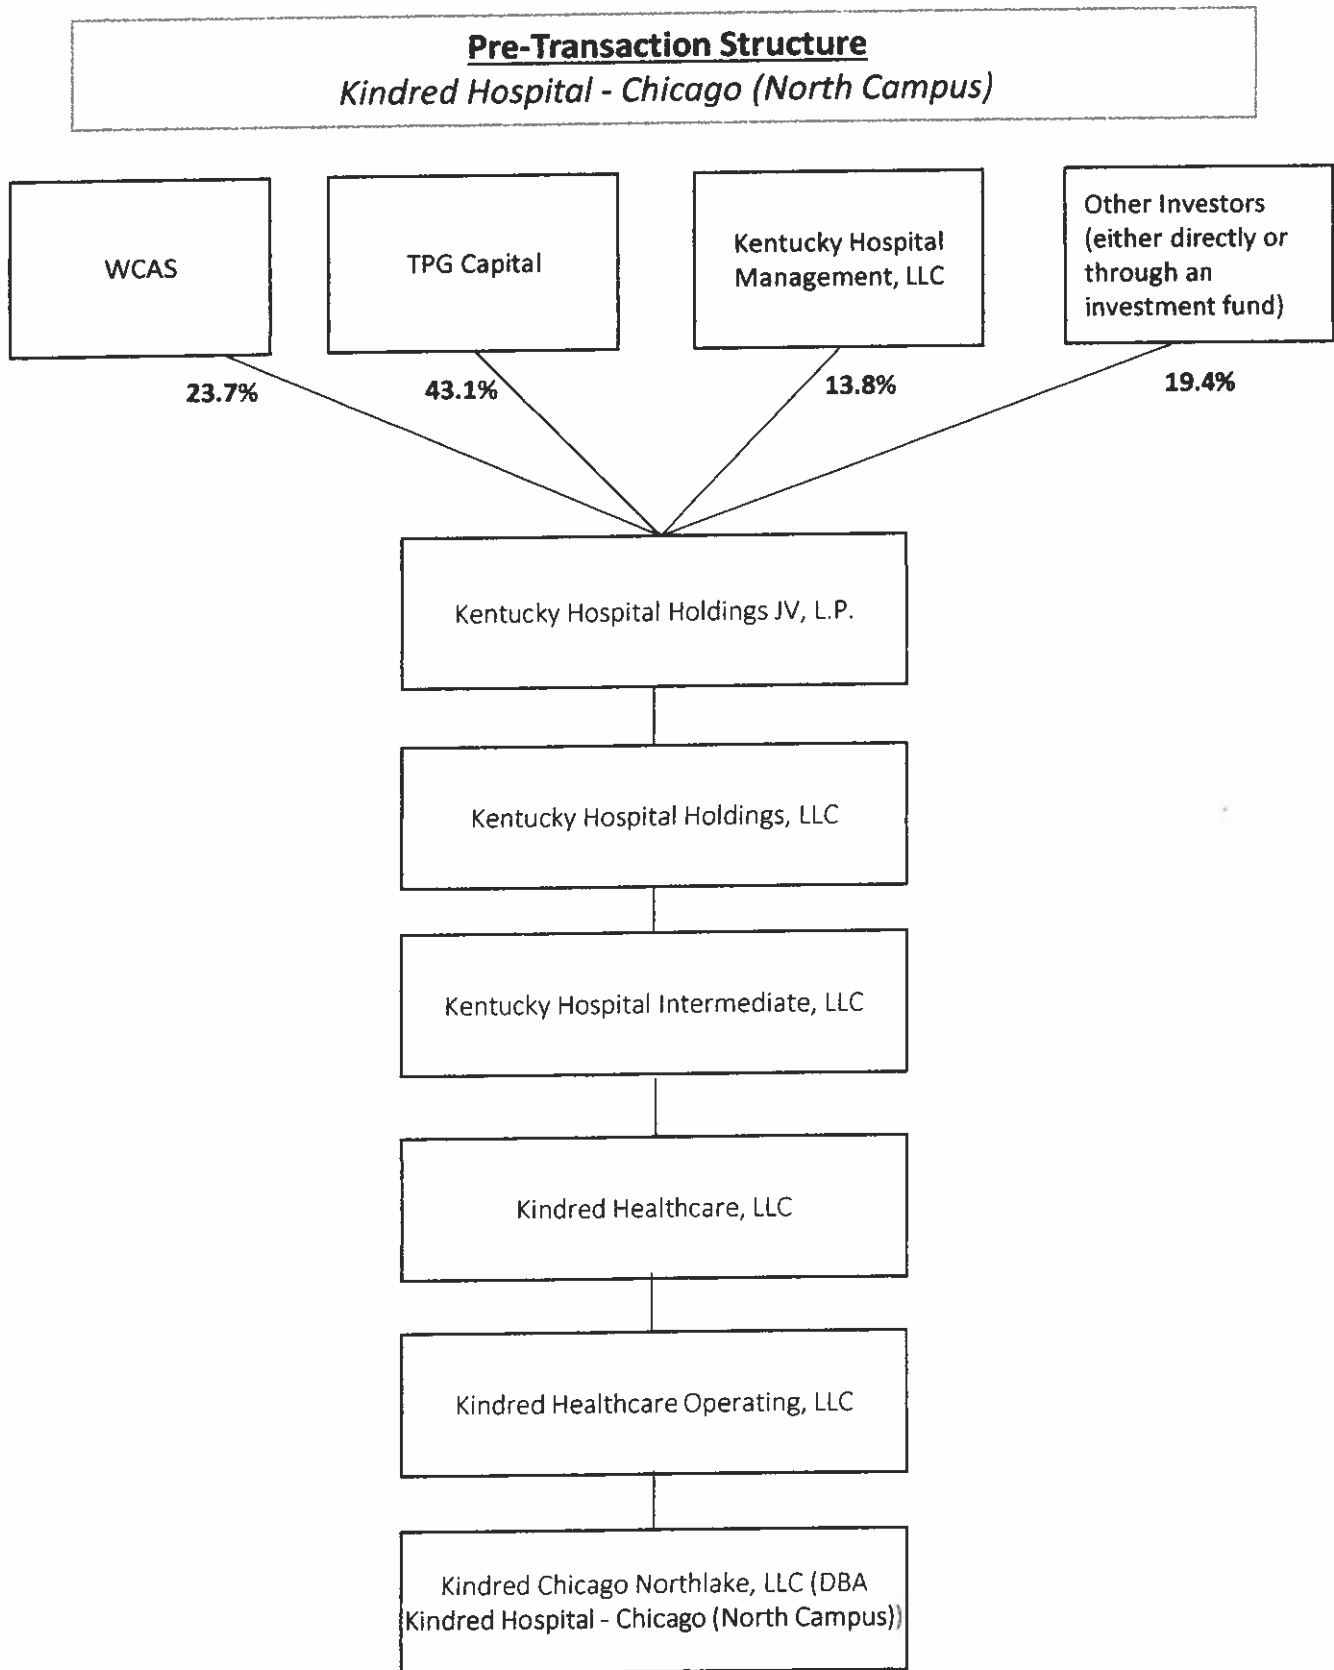 Pre-Transaction Structure
Kindred Hospital - Chicago (North Campus)
WCAS
TPG Capital
Kentucky Hospital
Management, LLC
Other Investors
(either directly or
through an
investment fund)
23.7%
43.1%
13.8%
19.4%
Kentucky Hospital Holdings JV, L.P.
Kentucky Hospital Holdings, LLC
Kentucky Hospital Intermediate, LLC
Kindred Healthcare, LLC
Kindred Healthcare Operating, LLC
Kindred Chicago Northlake, LLC (DBA
Kindred Hospital - Chicago (North Campus))